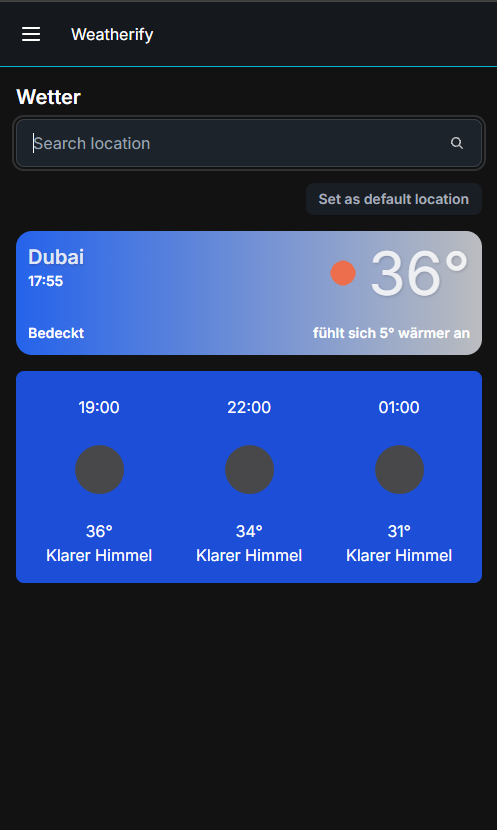 Weatherify
Wetter
Search location
Set as default location
Dubai
36°
17:55
Bedeckt
fühlt sich 5° wärmer an
19:00 22:00 01:00
36° 34° 31°
Klarer Himmel Klarer Himmel Klarer Himmel